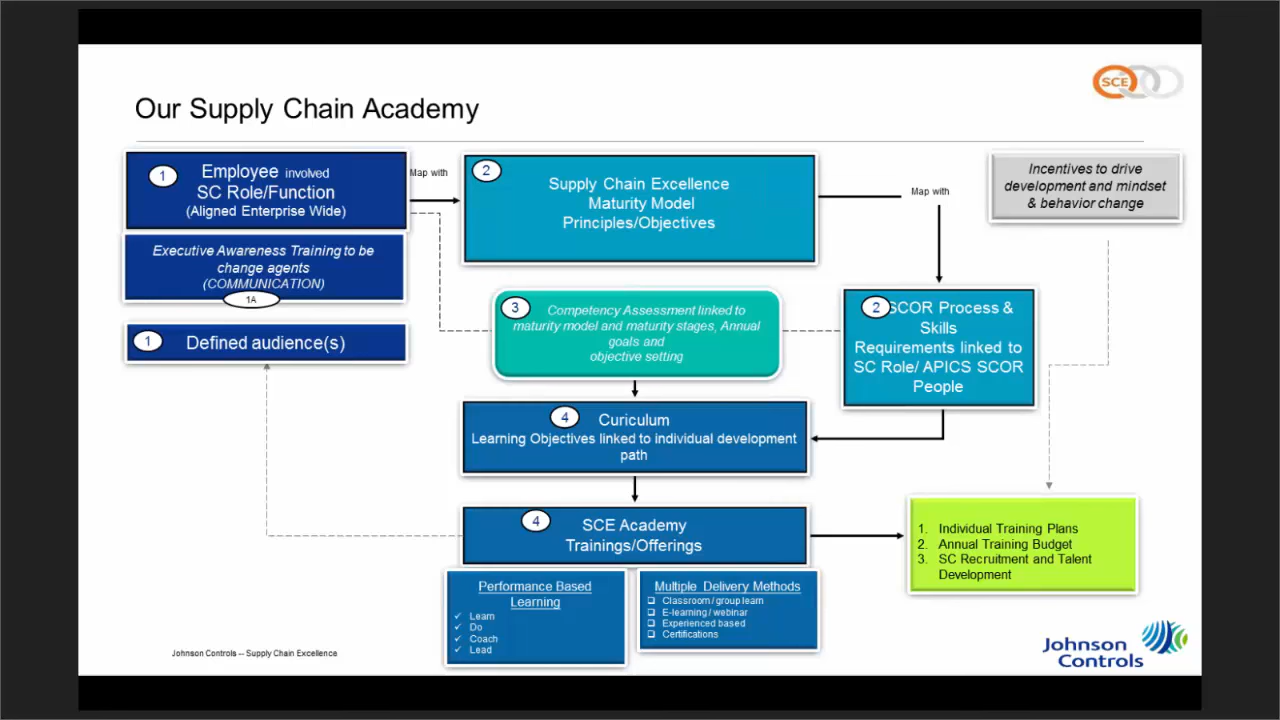 SCE
Our Supply Chain Academy
1
Employee involved
SC Role/Function
(Aligned Enterprise Wide)
Map with
2
Supply Chain Excellence
Maturity Model
Principles/Objectives
Map with
Incentives to drive
development and mindset
& behavior change
Executive Awareness Training to be
change agents
(COMMUNICATION)
1A
1
Defined audience(s)
3
Competency Assessment linked to
maturity model and maturity stages, Annual
goals and
objective setting
2
SCOR Process &
Skills
Requirements linked to
SC Role/ APICS SCOR
People
4
Curiculum
Learning Objectives linked to individual development
path
4
SCE Academy
Trainings/Offerings
1. Individual Training Plans
2. Annual Training Budget
3. SC Recruitment and Talent
Development
Performance Based
Learning
✓ Learn
✓ Do
✓ Coach
✓ Lead
Multiple Delivery Methods
❑ Classroom / group learn
❑ E-learning / webinar
❑ Experienced based
❑ Certifications
Johnson Controls -- Supply Chain Excellence
Johnson
Controls